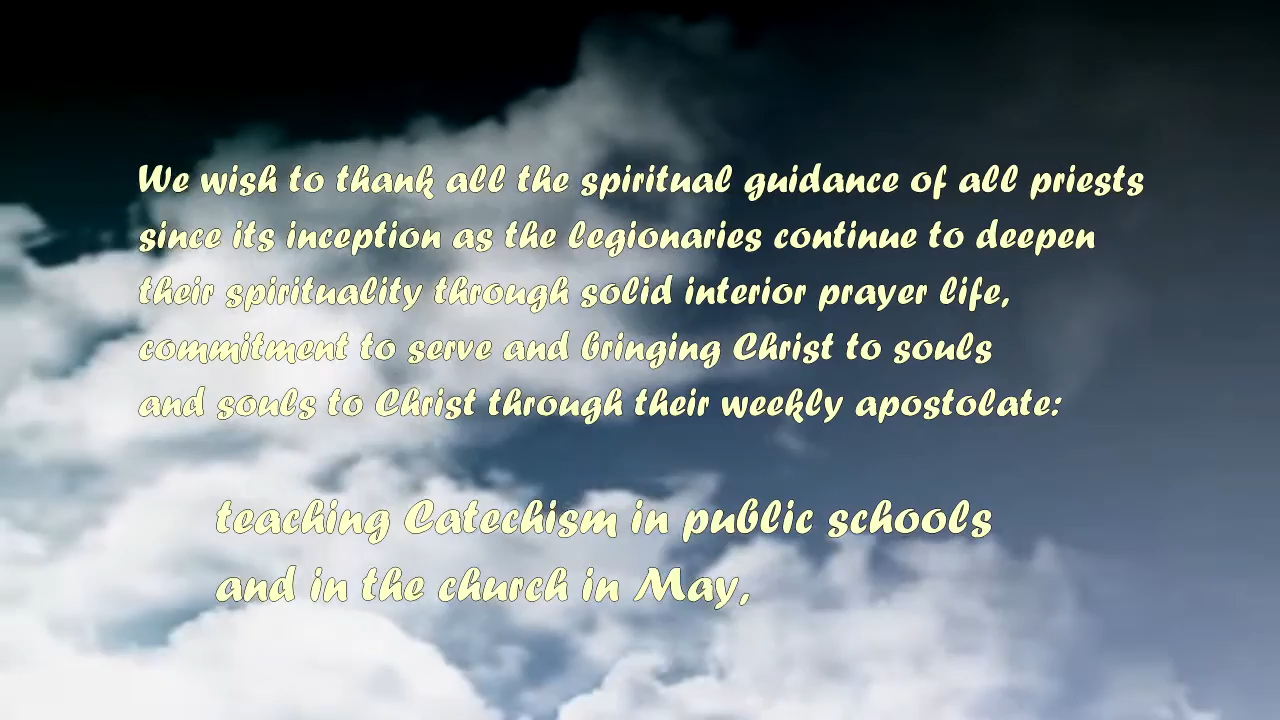 We wish to thank all the spiritual guidance of all priests
since its inception as the legionaries continue to deepen
their spirituality through solid interior prayer life,
commitment to serve and bringing Christ to souls
and souls to Christ through their weekly apostolate:
teaching Catechism in public schools
and in the church in May,